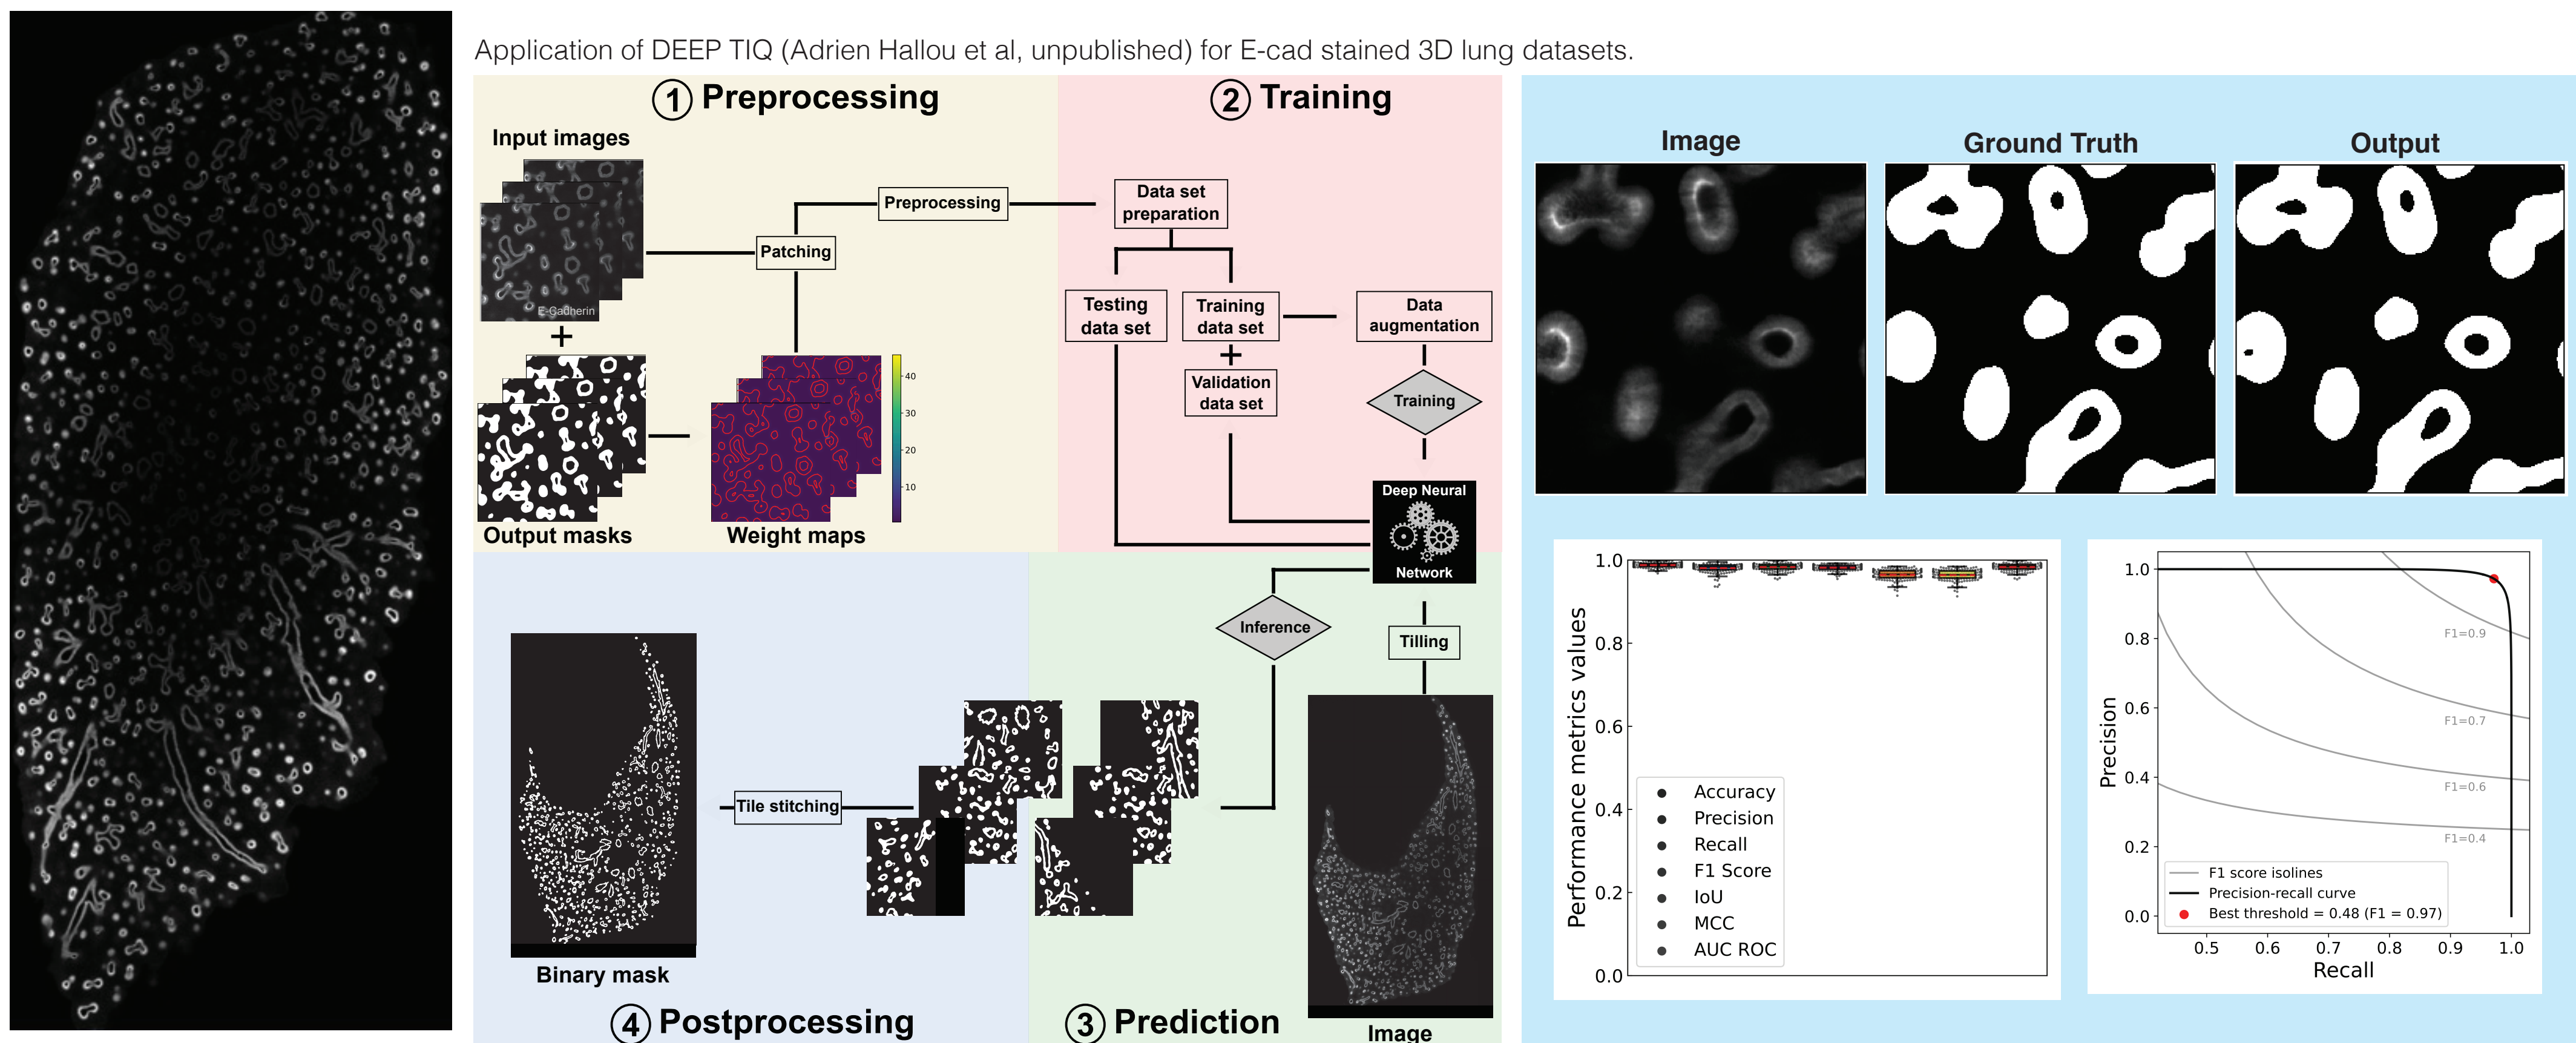 Application of DEEP TIQ (Adrien Hallou et al, unpublished) for E-cad stained 3D lung datasets.
1 Preprocessing
Input images
E-Cadherin
+
Output masks
Weight maps
40
30
20
10
Patching
Preprocessing
2 Training
Data set
preparation
Testing
data set
Training
data set
+
Validation
data set
Data
augmentation
Training
Deep Neural
Network
Inference
Tilling
Image
3 Prediction
Tile stitching
Binary mask
4 Postprocessing
Image
Ground Truth
Output
Performance metrics values
1.0
0.8
0.6
0.4
0.2
0.0
Accuracy
Precision
Recall
F1 Score
IoU
MCC
AUC ROC
Precision
1.0
0.8
0.6
0.4
0.2
0.0
F1=0.9
F1=0.7
F1=0.6
F1=0.4
F1 score isolines
Precision-recall curve
Best threshold = 0.48 (F1 = 0.97)
0.5 0.6 0.7 0.8 0.9 1.0
Recall